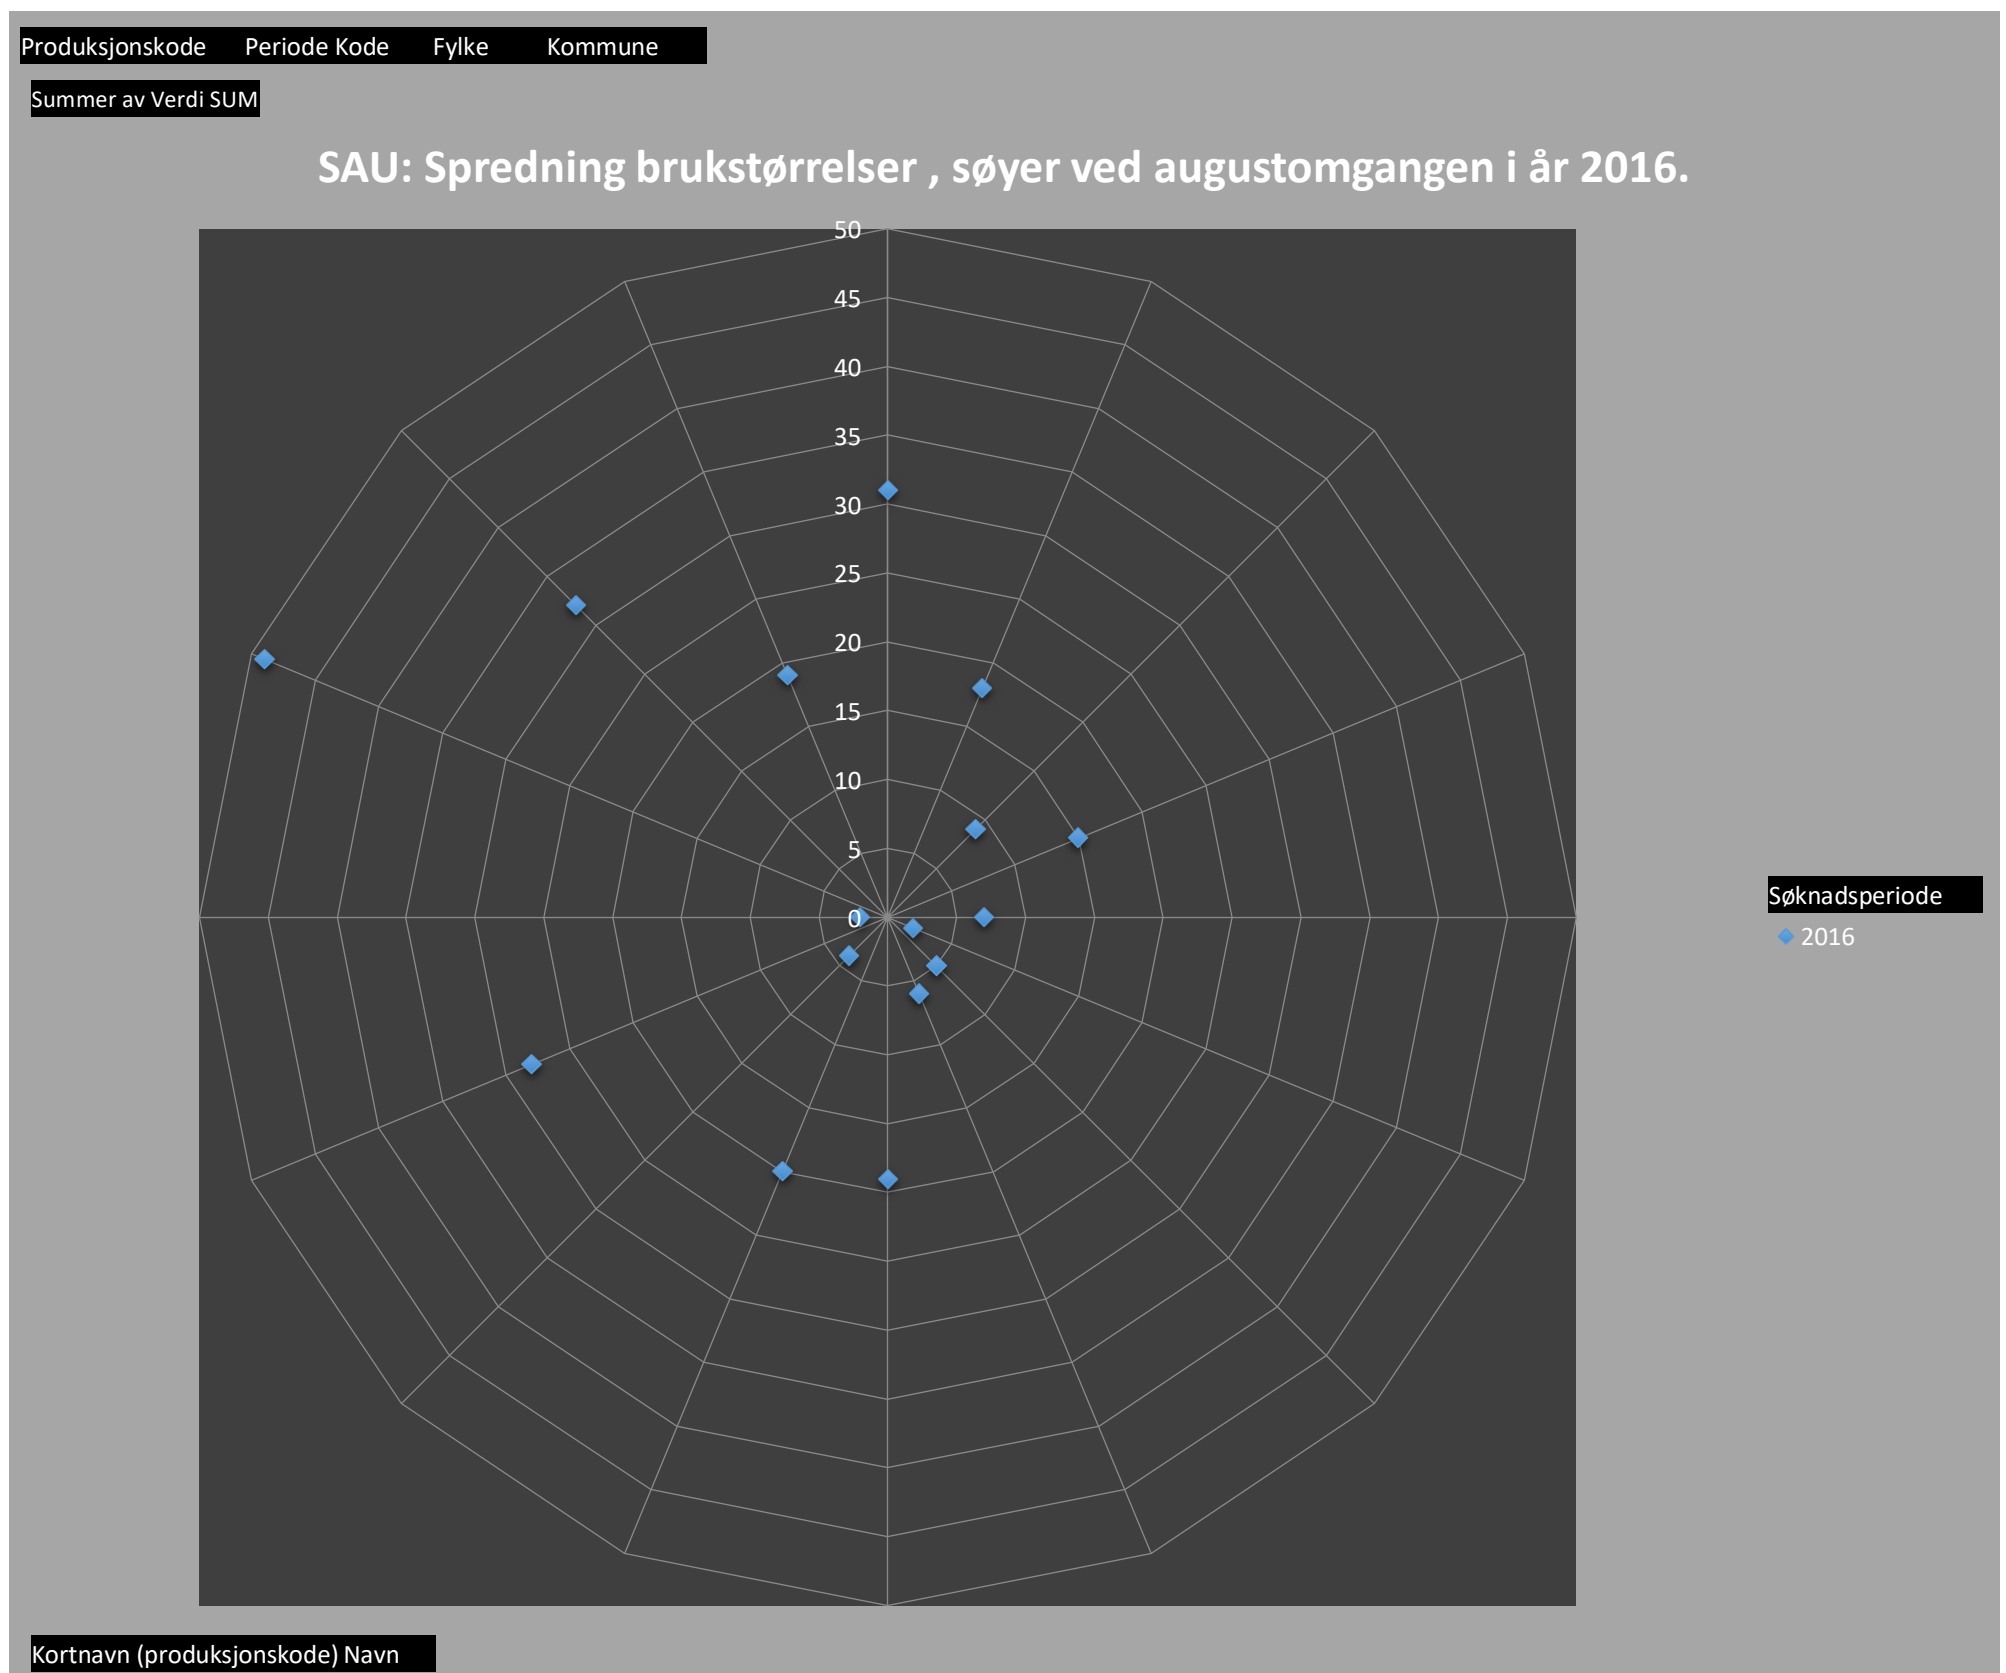 Produksjonskode Periode Kode Fylke Kommune
Summer av Verdi SUM
SAU: Spredning brukstørrelser , søyer ved augustomgangen i år 2016.
50
45
40
35
30
25
20
15
10
5
0
Søknadsperiode
2016
Kortnavn (produksjonskode) Navn